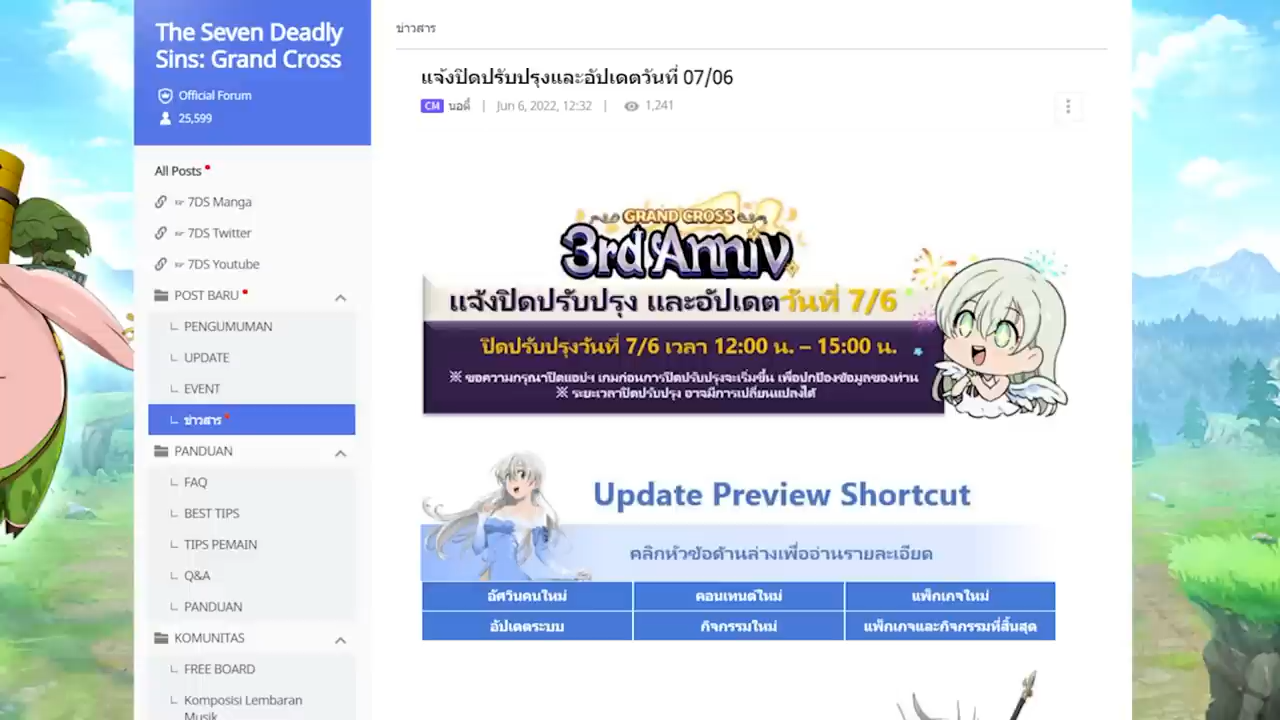 The Seven Deadly
Sins: Grand Cross
Official Forum
25,599
All Posts
7DS Manga
7DS Twitter
7DS Youtube
POST BARU
PENGUMUMAN
UPDATE
EVENT
ข่าวสาร
PANDUAN
FAQ
BEST TIPS
TIPS PEMAIN
Q&A
PANDUAN
KOMUNITAS
FREE BOARD
Komposisi Lembaran
Musik
ข่าวสาร
แจ้งปิดปรับปรุงและอัปเดตวันที่ 07/06
CM นอดี้ | Jun 6, 2022, 12:32 | 1,241
GRAND CROSS
3rd Anniv
แจ้งปิดปรับปรุง และอัปเดตวันที่ 7/6
ปิดปรับปรุงวันที่ 7/6 เวลา 12:00 น. – 15:00 น.
※ ขอความกรุณาปิดแอปฯ เกมก่อนการปิดปรับปรุงจะเริ่มขึ้น เพื่อปกป้องข้อมูลของท่าน
※ ระยะเวลาปิดปรับปรุง อาจมีการเปลี่ยนแปลงได้
Update Preview Shortcut
คลิกหัวข้อด้านล่างเพื่ออ่านรายละเอียด
อัศวินคนใหม่ คอนเทนต์ใหม่ แพ็กเกจใหม่
อัปเดตระบบ กิจกรรมใหม่ แพ็กเกจและกิจกรรมที่สิ้นสุด